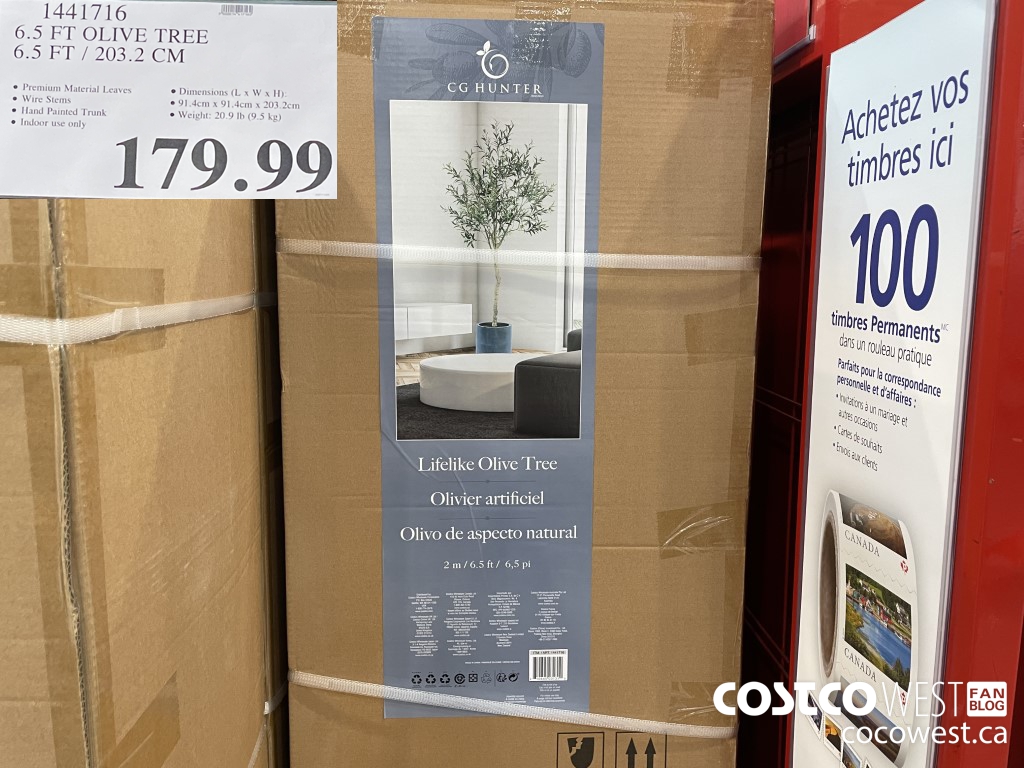 1441716
6.5 FT OLIVE TREE
6.5 FT / 203.2 CM
• Premium Material Leaves
• Wire Stems
• Hand Painted Trunk
• Indoor use only
• Dimensions (L x W x H):
• 91.4cm x 91.4cm x 203.2cm
• Weight: 20.9 lb (9.5 kg)
179.99
CG HUNTER
Lifelike Olive Tree
Olivier artificiel
Olivo de aspecto natural
2 m / 6.5 ft / 6,5 pi
Achetez vos
timbres ici
100
timbres Permanents MC
dans un rouleau pratique
Parfaits pour la correspondance
personnelle et d'affaires :
• Invitations à un mariage et
autres occasions
• Cartes de souhaits
• Envois aux clients
CANADA
CANADA
COSTCO WEST FAN
BLOG
cocowest.ca